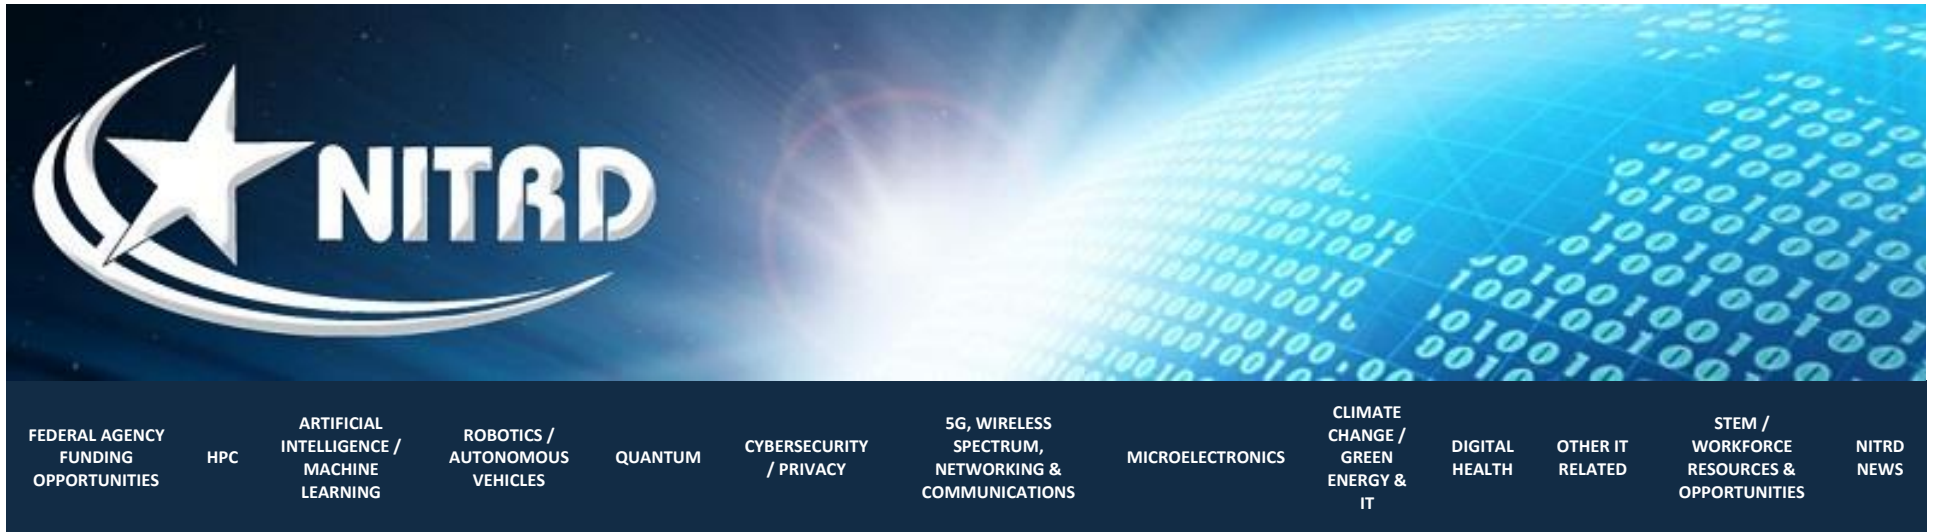 NITRD
FEDERAL AGENCY
FUNDING
OPPORTUNITIES
HPC
ARTIFICIAL
INTELLIGENCE /
MACHINE
LEARNING
ROBOTICS /
AUTONOMOUS
VEHICLES
QUANTUM
CYBERSECURITY
/ PRIVACY
5G, WIRELESS
SPECTRUM,
NETWORKING &
COMMUNICATIONS
MICROELECTRONICS
CLIMATE
CHANGE /
GREEN
ENERGY &
IT
DIGITAL
HEALTH
OTHER IT
RELATED
STEM /
WORKFORCE
RESOURCES &
OPPORTUNITIES
NITRD
NEWS